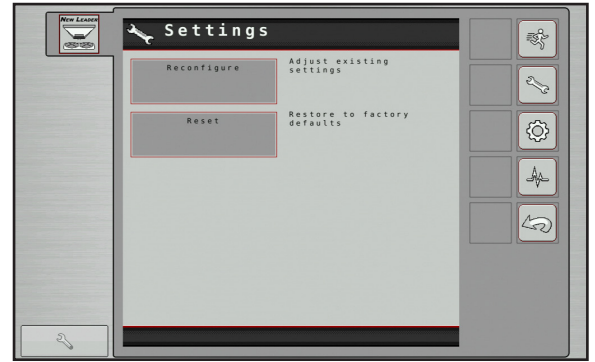 New Leader
Settings
Reconfigure
Adjust existing
settings
Reset
Restore to factory
defaults